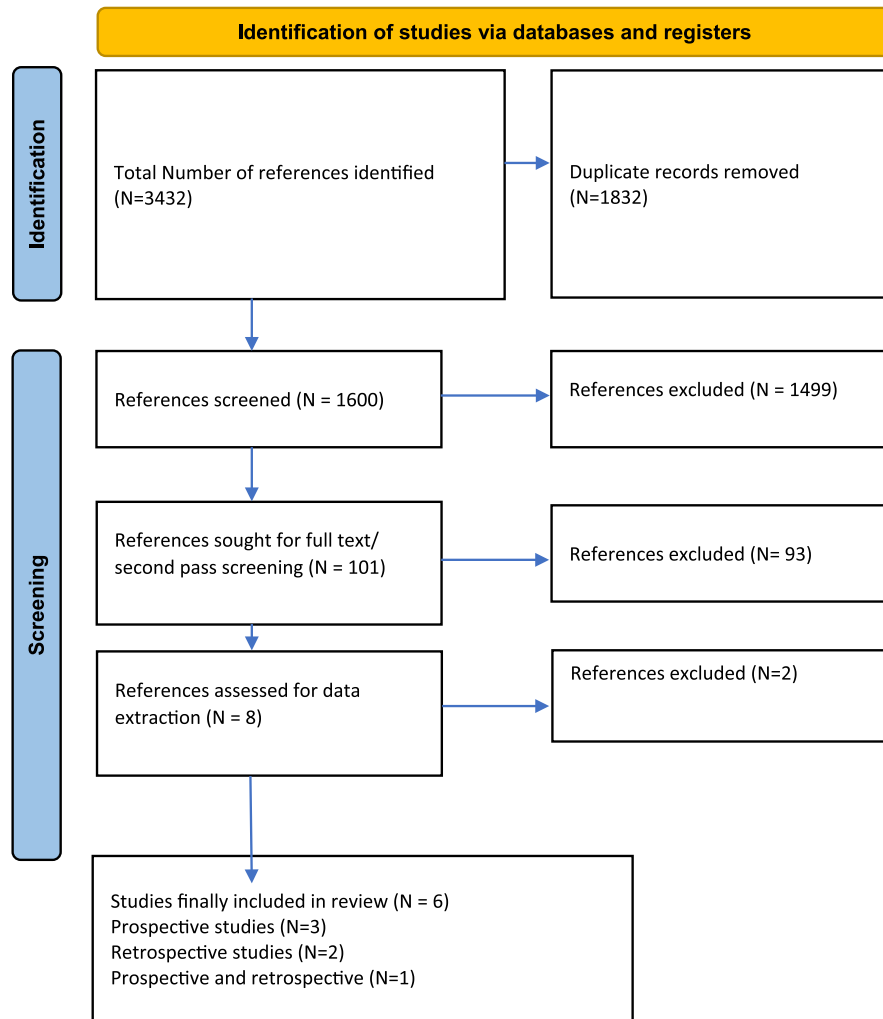 Identification of studies via databases and registers
Identification
Total Number of references identified
(N=3432)
Duplicate records removed
(N=1832)
Screening
References screened (N = 1600)
References excluded (N = 1499)
References sought for full text/
second pass screening (N = 101)
References excluded (N= 93)
References assessed for data
extraction (N = 8)
References excluded (N=2)
Studies finally included in review (N = 6)
Prospective studies (N=3)
Retrospective studies (N=2)
Prospective and retrospective (N=1)